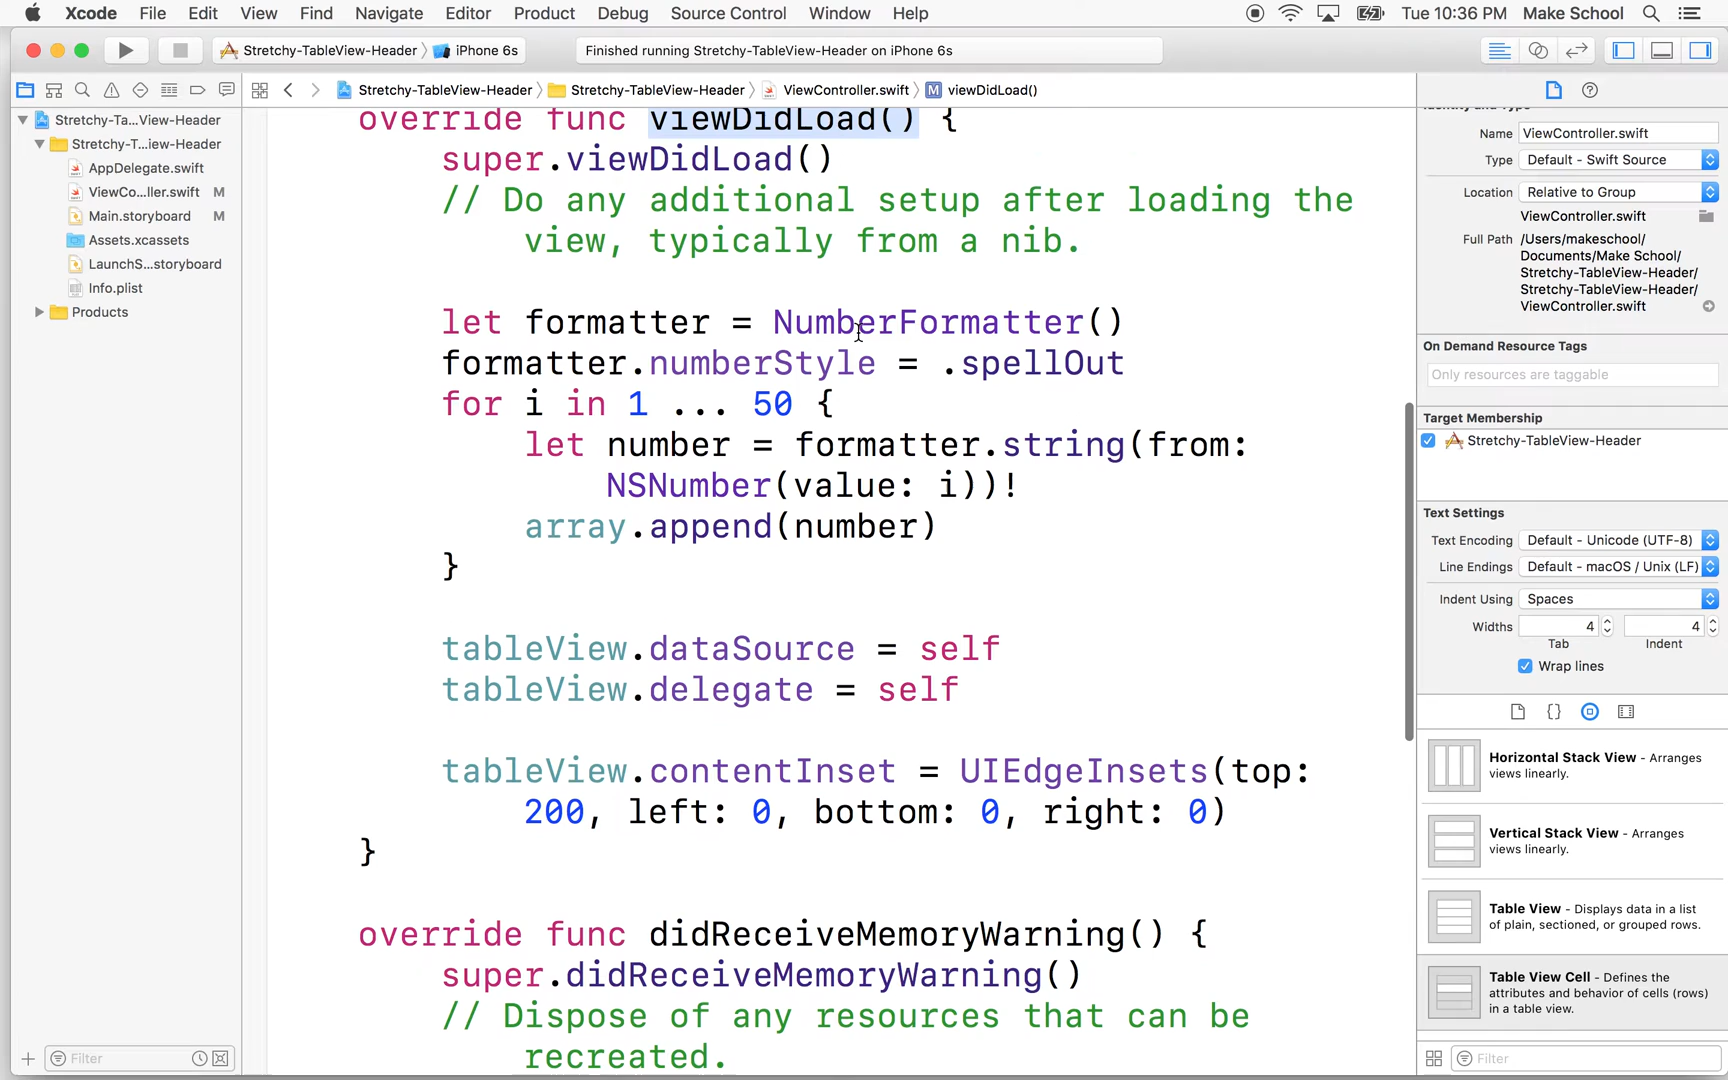 Xcode File Edit View Find Navigate Editor Product Debug Source Control Window Help Tue 10:36 PM Make School
Stretchy-TableView-Header iPhone 6s Finished running Stretchy-TableView-Header on iPhone 6s
Stretchy-TableView-Header Stretchy-TableView-Header ViewController.swift M viewDidLoad()
Stretchy-Ta...View-Header
Stretchy-T...iew-Header
AppDelegate.swift
ViewCo...ller.swift M
Main.storyboard M
Assets.xcassets
LaunchS...storyboard
Info.plist
Products
Filter
override func viewDidLoad() {
super.viewDidLoad()
// Do any additional setup after loading the
view, typically from a nib.
let formatter = NumberFormatter()
formatter.numberStyle = .spellOut
for i in 1 ... 50 {
let number = formatter.string(from:
NSNumber(value: i))!
array.append(number)
}
tableView.dataSource = self
tableView.delegate = self
tableView.contentInset = UIEdgeInsets(top:
200, left: 0, bottom: 0, right: 0)
}
override func didReceiveMemoryWarning() {
super.didReceiveMemoryWarning()
// Dispose of any resources that can be
recreated.
Identity and Type
Name ViewController.swift
Type Default - Swift Source
Location Relative to Group
ViewController.swift
Full Path /Users/makeschool/
Documents/Make School/
Stretchy-TableView-Header/
Stretchy-TableView-Header/
ViewController.swift
On Demand Resource Tags
Only resources are taggable
Target Membership
Stretchy-TableView-Header
Text Settings
Text Encoding Default - Unicode (UTF-8)
Line Endings Default - macOS / Unix (LF)
Indent Using Spaces
Widths 4 4
Tab Indent
Wrap lines
{}
Horizontal Stack View - Arranges
views linearly.
Vertical Stack View - Arranges
views linearly.
Table View - Displays data in a list
of plain, sectioned, or grouped rows.
Table View Cell - Defines the
attributes and behavior of cells (rows)
in a table view.
Filter